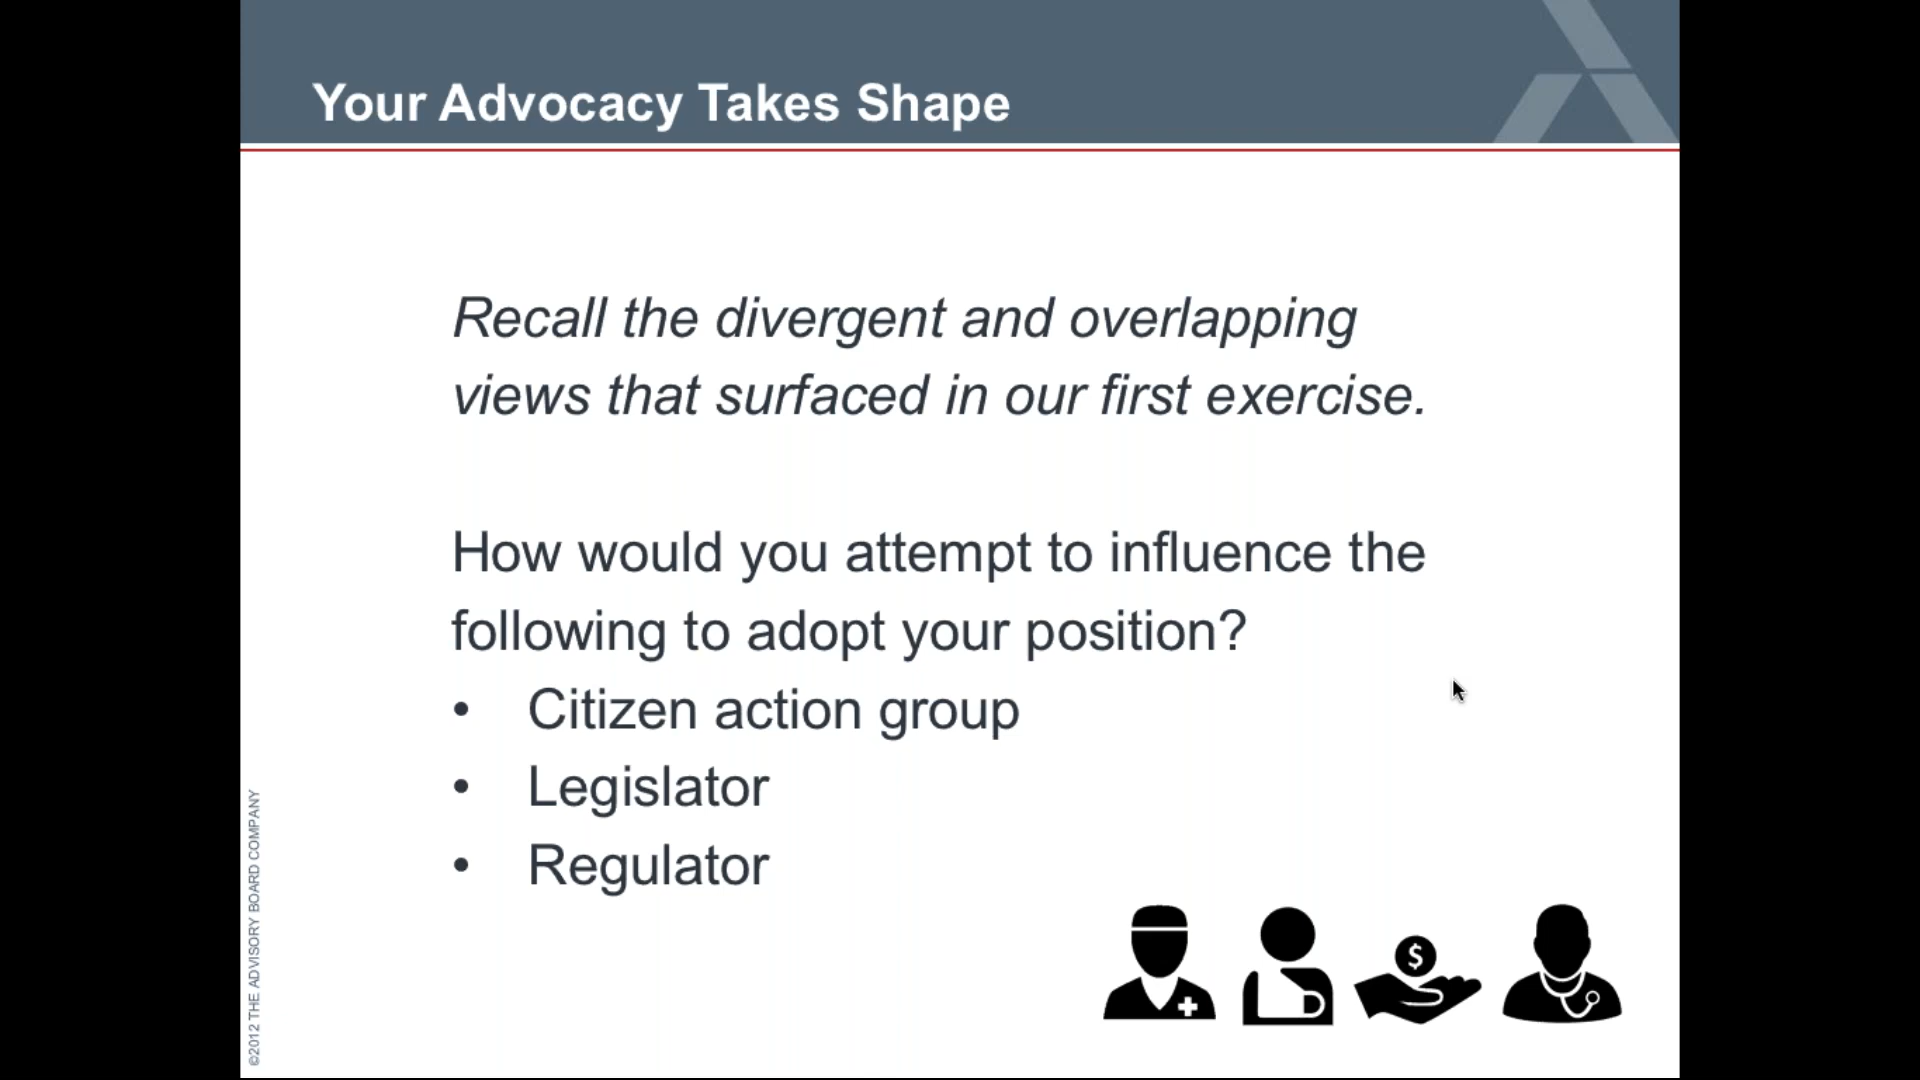 Your Advocacy Takes Shape
Recall the divergent and overlapping
views that surfaced in our first exercise.
How would you attempt to influence the
following to adopt your position?
• Citizen action group
• Legislator
• Regulator
$
©2012 THE ADVISORY BOARD COMPANY